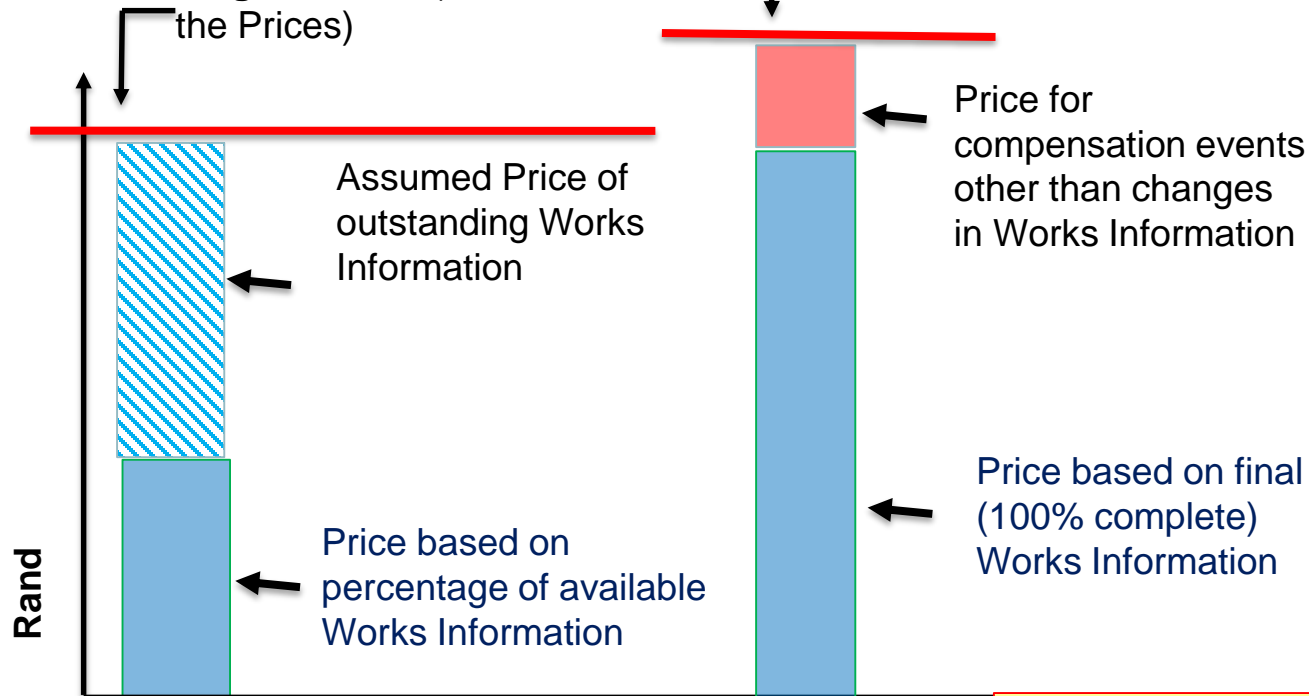 the Prices)
Price for
compensation events
other than changes
in Works Information
Assumed Price of
outstanding Works
Information
Price based on final
(100% complete)
Works Information
Price based on
percentage of available
Works Information
Rand